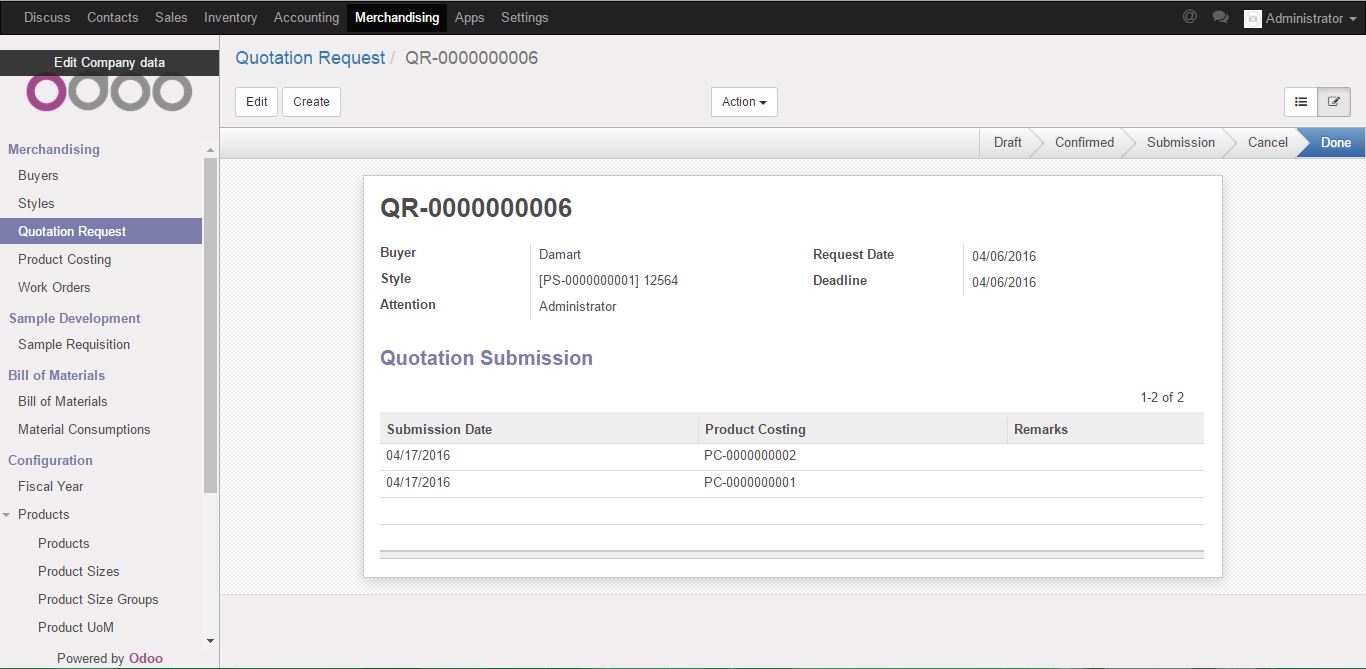 Discuss Contacts Sales Inventory Accounting Merchandising Apps Settings @ Administrator
Edit Company data
odoo
Quotation Request / QR-0000000006
Edit Create Action
Merchandising
Buyers
Styles
Quotation Request
Product Costing
Work Orders
Sample Development
Sample Requisition
Bill of Materials
Bill of Materials
Material Consumptions
Configuration
Fiscal Year
Products
Products
Product Sizes
Product Size Groups
Product UoM
Powered by Odoo
Draft Confirmed Submission Cancel Done
QR-0000000006
Buyer Damart Request Date 04/06/2016
Style [PS-0000000001] 12564 Deadline 04/06/2016
Attention Administrator
Quotation Submission
1-2 of 2
Submission Date Product Costing Remarks
04/17/2016 PC-0000000002
04/17/2016 PC-0000000001